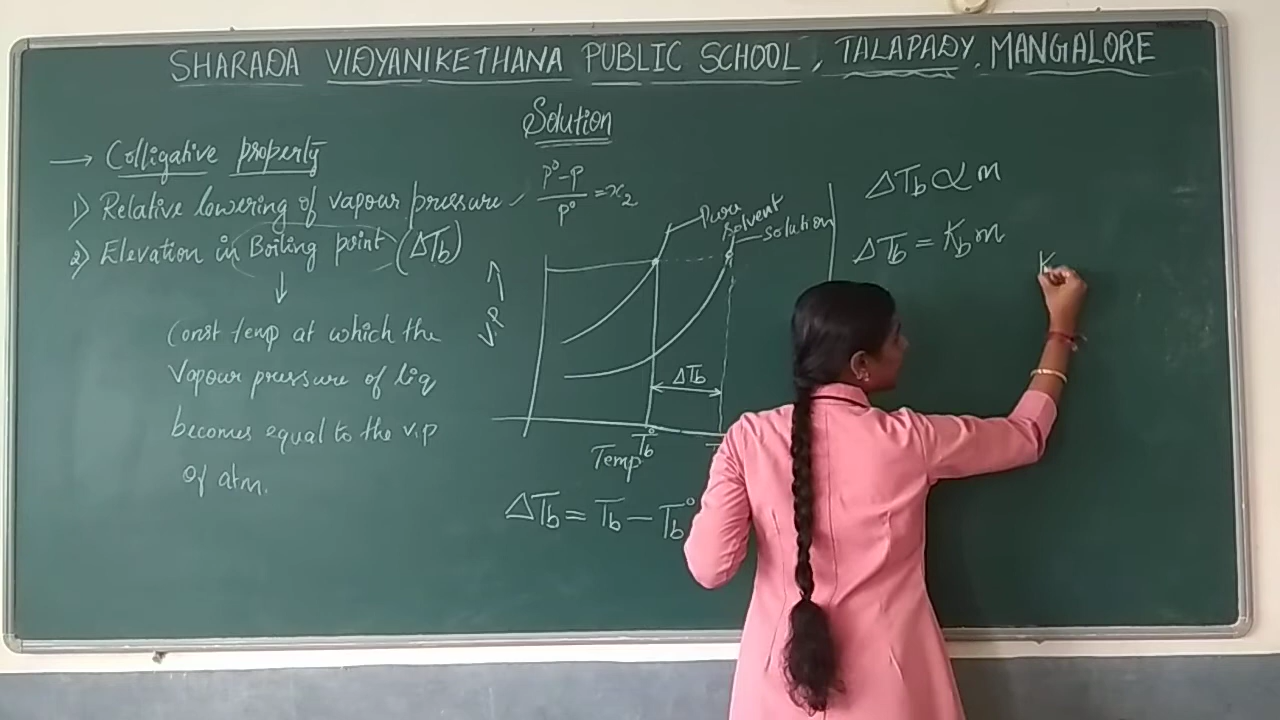 SHARADA VIDYANIKETHANA PUBLIC SCHOOL, TALAPADY, MANGALORE
Solution
→ Colligative property
1) Relative lowering of vapour pressure, (P° - P)/P° = x₂
2) Elevation in Boiling point (ΔTb)
↓
Const temp at which the
Vapour pressure of liq
becomes equal to the v.p
of atm.
Pure
solvent
solution
V.P →
ΔTb
Tb°
Temp
ΔTb = Tb - Tb°
ΔTb ∝ m
ΔTb = Kb m
K